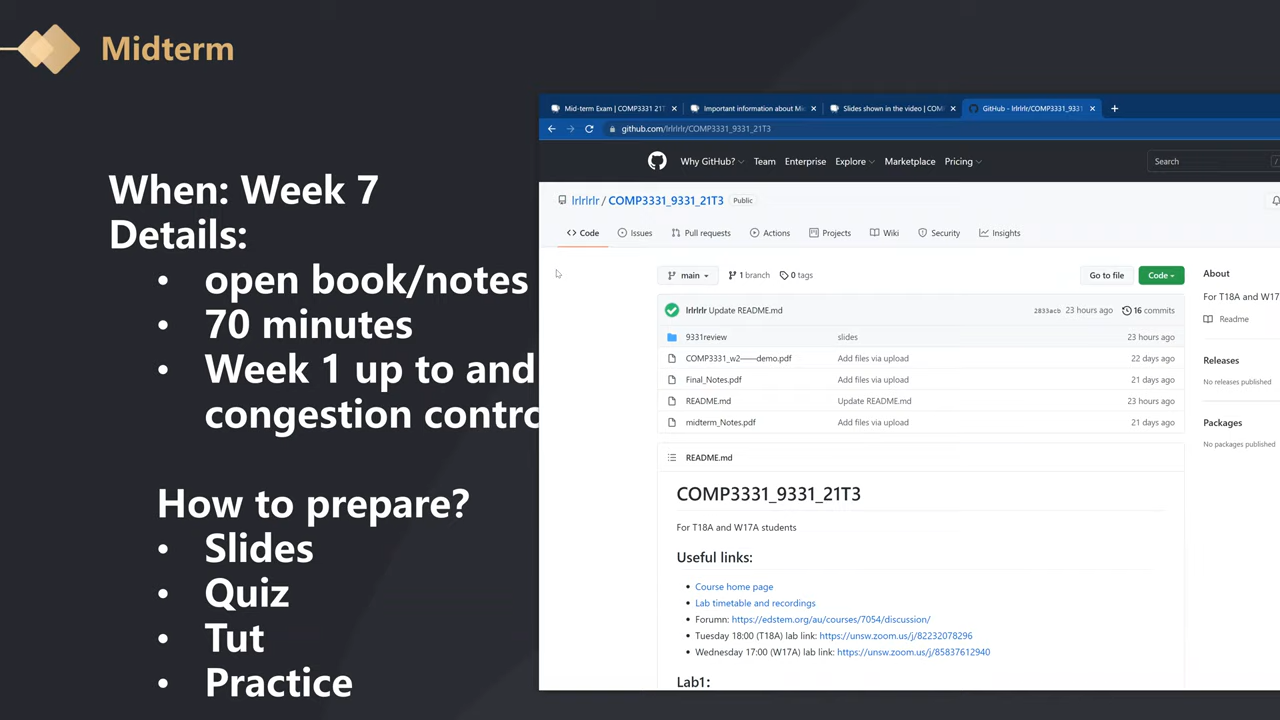 Midterm
When: Week 7
Details:
• open book/notes
• 70 minutes
• Week 1 up to and
congestion contro
How to prepare?
• Slides
• Quiz
• Tut
• Practice
Mid-term Exam | COMP3331 21T
Important information about Mi
Slides shown in the video | COM
GitHub - lrlrlrlr/COMP3331_9331
github.com/lrlrlrlr/COMP3331_9331_21T3
Why GitHub? Team Enterprise Explore Marketplace Pricing
Search
lrlrlrlr / COMP3331_9331_21T3 Public
Code Issues Pull requests Actions Projects Wiki Security Insights
main 1 branch 0 tags Go to file Code
lrlrlrlr Update README.md 2833acb 23 hours ago 16 commits
9331review slides 23 hours ago
COMP3331_w2——demo.pdf Add files via upload 22 days ago
Final_Notes.pdf Add files via upload 21 days ago
README.md Update README.md 23 hours ago
midterm_Notes.pdf Add files via upload 21 days ago
README.md
COMP3331_9331_21T3
For T18A and W17A students
Useful links:
• Course home page
• Lab timetable and recordings
• Forumn: https://edstem.org/au/courses/7054/discussion/
• Tuesday 18:00 (T18A) lab link: https://unsw.zoom.us/j/82232078296
• Wednesday 17:00 (W17A) lab link: https://unsw.zoom.us/j/85837612940
Lab1:
About
For T18A and W17
Readme
Releases
No releases published
Packages
No packages published